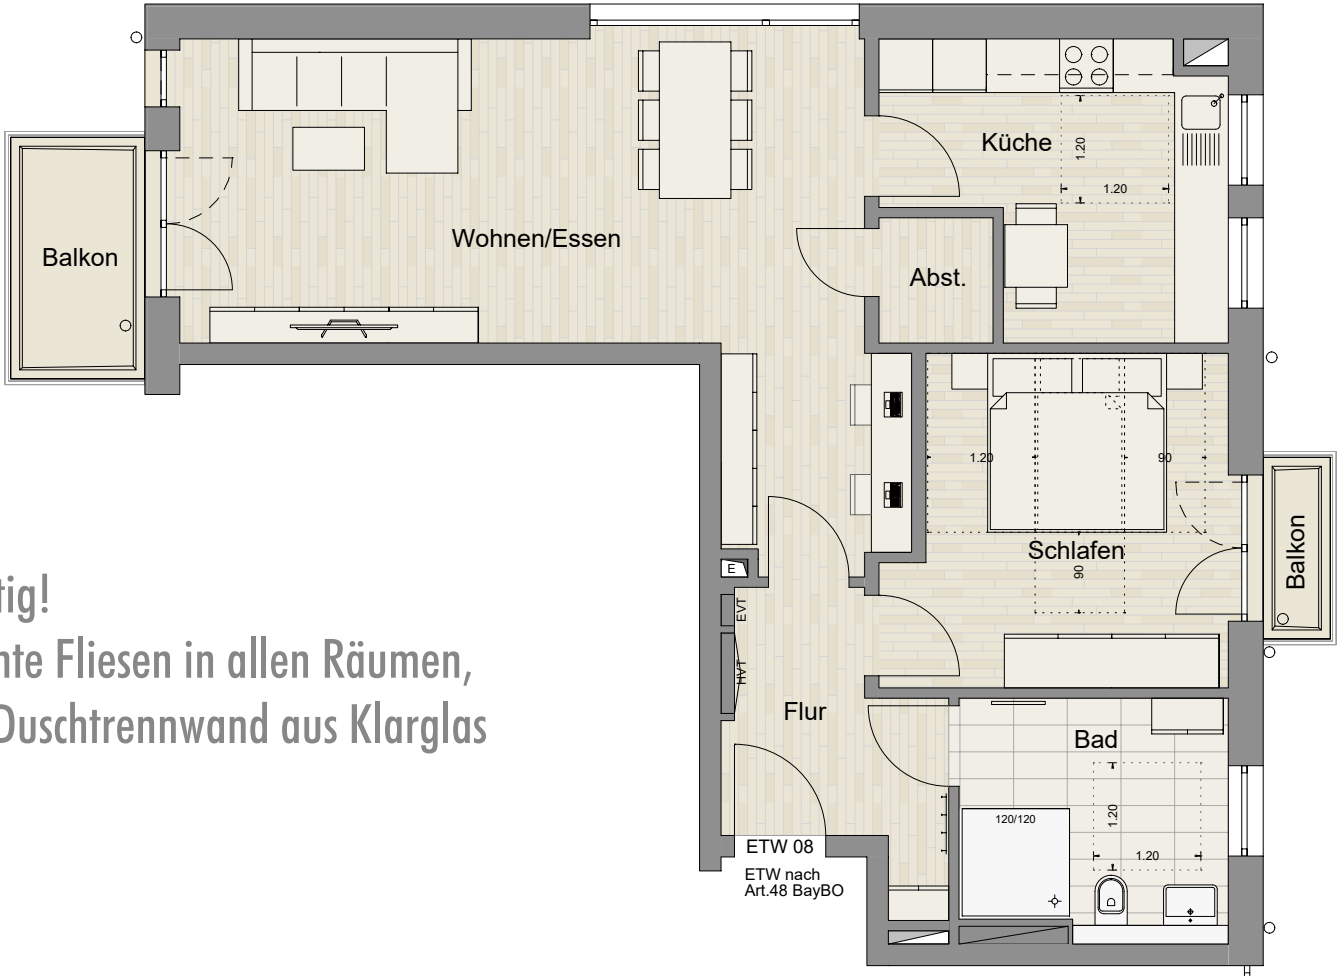 Küche
1.20
1.20
Balkon
Wohnen/Essen
Abst.
1.20
90
Schlafen
90
Balkon
E
EVT
HVT
tig!
nte Fliesen in allen Räumen,
Duschtrennwand aus Klarglas
Flur
Bad
120/120
1.20
1.20
ETW 08
ETW nach
Art.48 BayBO